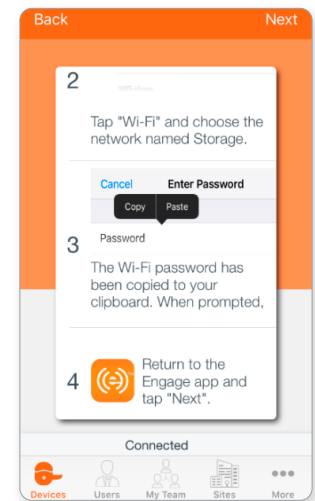 Back Next
2
Tap "Wi-Fi" and choose the
network named Storage.
Cancel Enter Password
Copy Paste
Password
3
The Wi-Fi password has
been copied to your
clipboard. When prompted,
4
Return to the
Engage app and
tap "Next".
Connected
Devices Users My Team Sites More